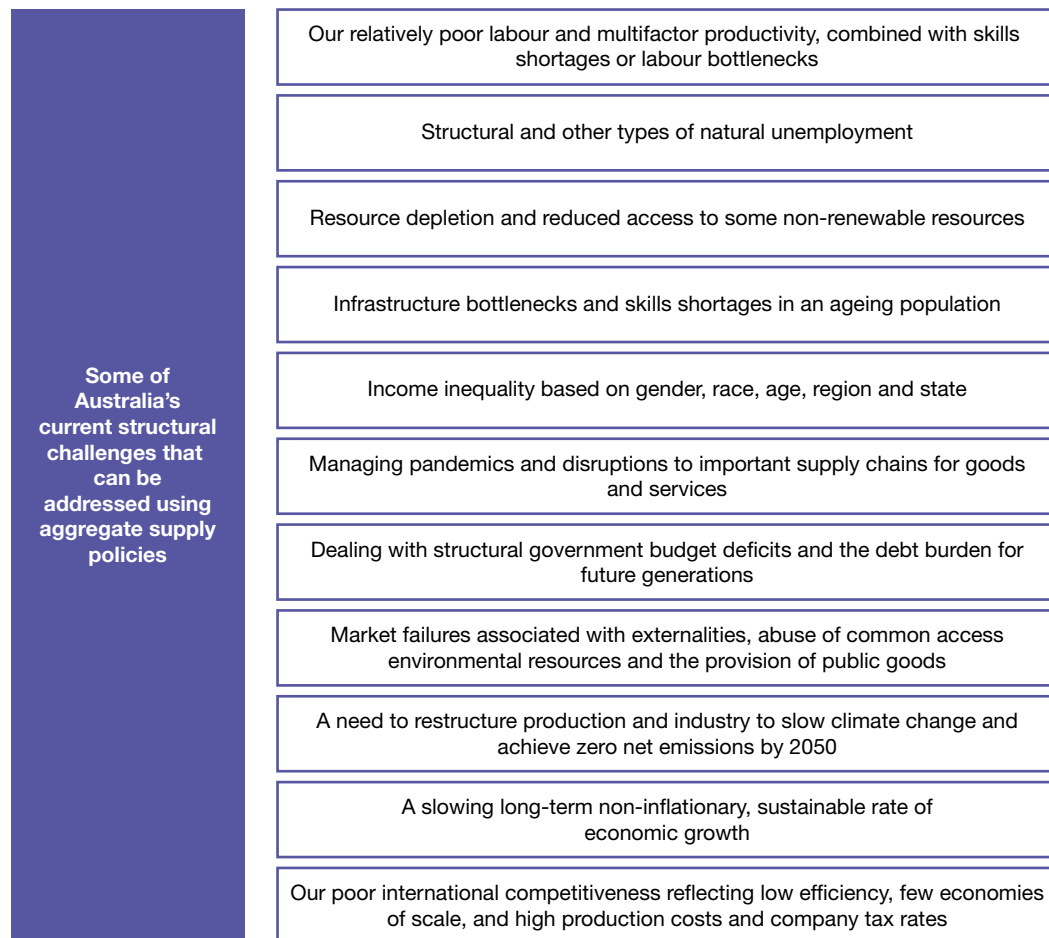 Some of
Australia's
current structural
challenges that
can be
addressed using
aggregate supply
policies
Our relatively poor labour and multifactor productivity, combined with skills
shortages or labour bottlenecks
Structural and other types of natural unemployment
Resource depletion and reduced access to some non-renewable resources
Infrastructure bottlenecks and skills shortages in an ageing population
Income inequality based on gender, race, age, region and state
Managing pandemics and disruptions to important supply chains for goods
and services
Dealing with structural government budget deficits and the debt burden for
future generations
Market failures associated with externalities, abuse of common access
environmental resources and the provision of public goods
A need to restructure production and industry to slow climate change and
achieve zero net emissions by 2050
A slowing long-term non-inflationary, sustainable rate of
economic growth
Our poor international competitiveness reflecting low efficiency, few economies
of scale, and high production costs and company tax rates